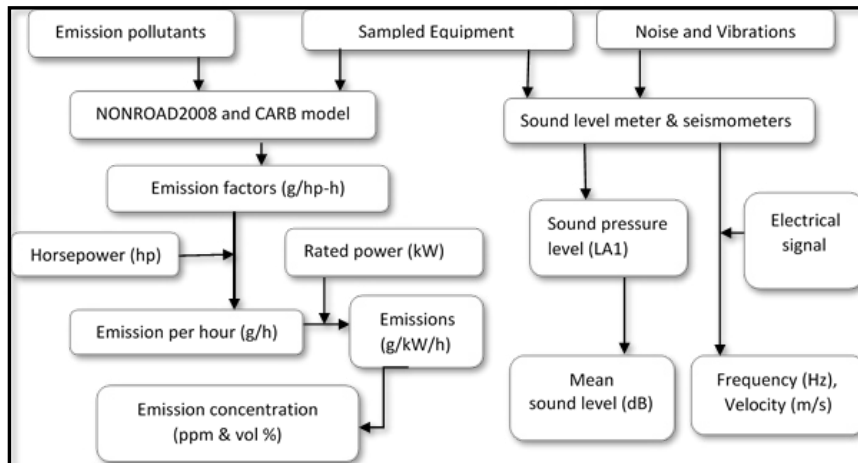 Emission pollutants
Sampled Equipment
Noise and Vibrations
NONROAD2008 and CARB model
Sound level meter & seismometers
Emission factors (g/hp-h)
Sound pressure
level (LA1)
Electrical
signal
Horsepower (hp)
Rated power (kW)
Emission per hour (g/h)
Emissions
(g/kW/h)
Mean
sound level (dB)
Frequency (Hz),
Velocity (m/s)
Emission concentration
(ppm & vol %)